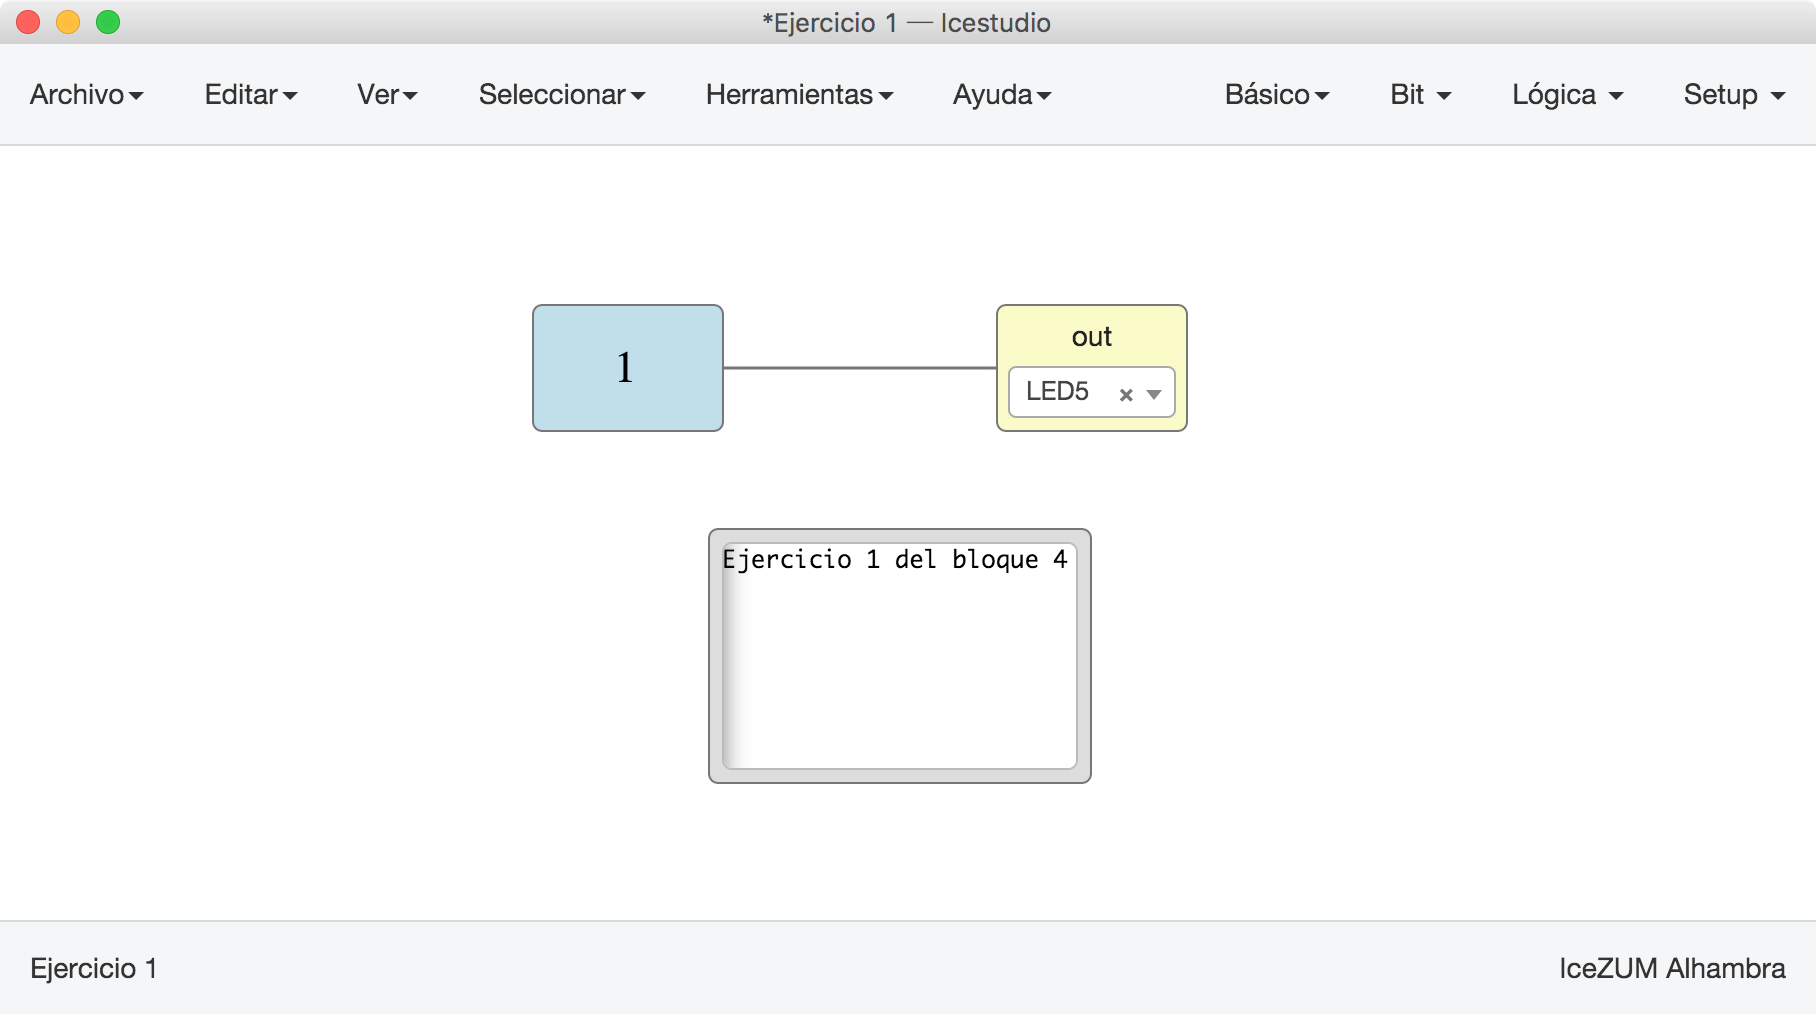 *Ejercicio 1 — Icestudio
Archivo Editar Ver Seleccionar Herramientas Ayuda Básico Bit Lógica Setup
1
out
LED5
Ejercicio 1 del bloque 4
Ejercicio 1
IceZUM Alhambra